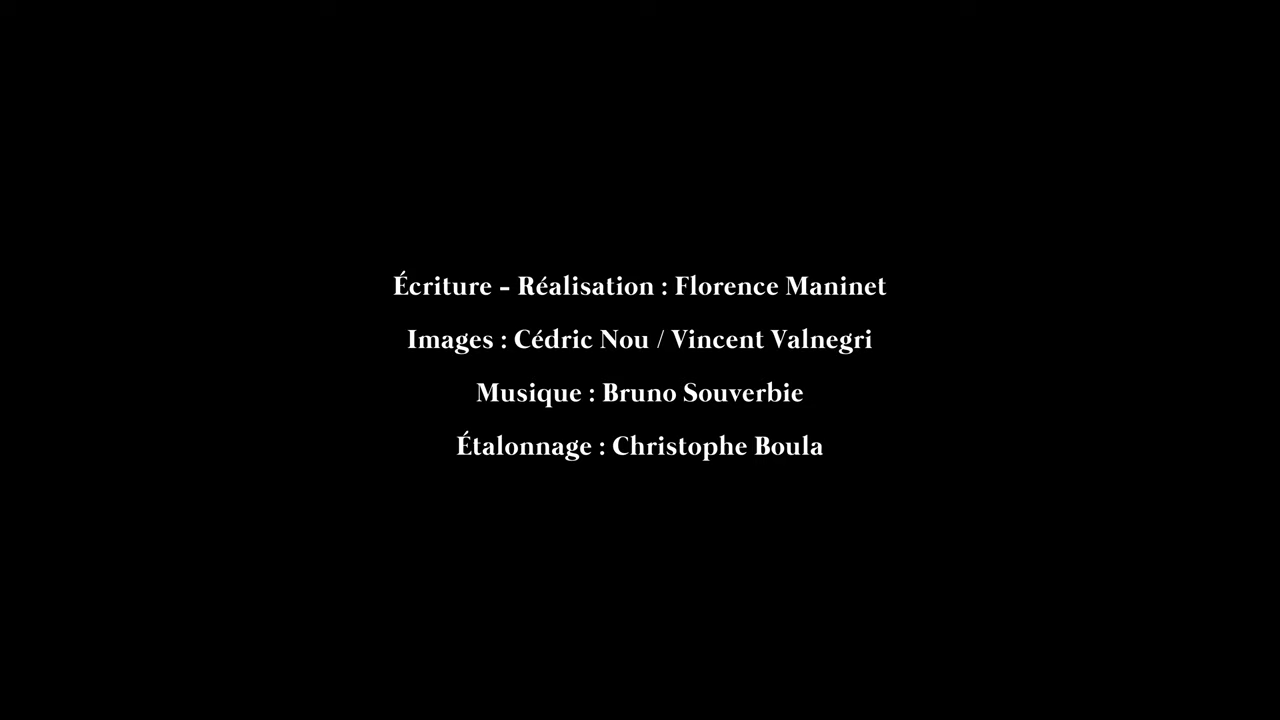 Écriture - Réalisation : Florence Maninet
Images : Cédric Nou / Vincent Valnegri
Musique : Bruno Souverbie
Étalonnage : Christophe Boula